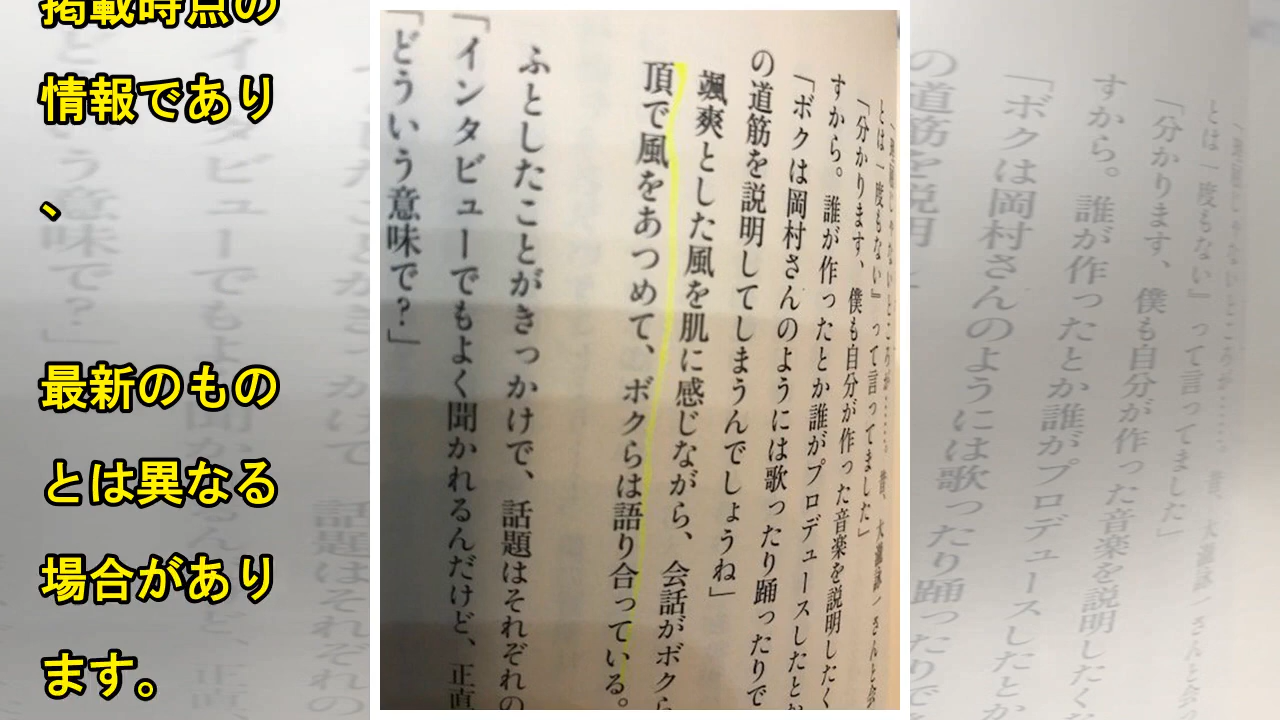 掲載時点の
情報であり
、
最新のもの
とは異なる
場合があり
ます。
とは一度もない』って言ってました」
「分かります、僕も自分が作った音楽を説明したく
すから。誰が作ったとか誰がプロデュースしたとか
「ボクは岡村さんのようには歌ったり踊ったりで
の道筋を説明してしまうんでしょうね」
颯爽とした風を肌に感じながら、会話がボクら
頂で風をあつめて、ボクらは語り合っている。
ふとしたことがきっかけで、話題はそれぞれの
「インタビューでもよく聞かれるんだけど、正直
「どういう意味で？」